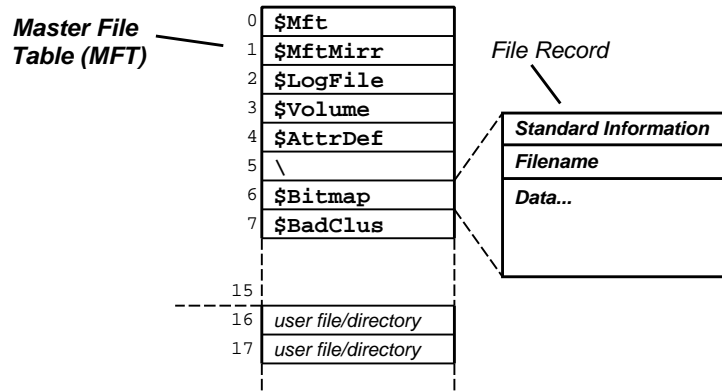 Master File
Table (MFT)
0 $Mft
1 $MftMirr
2 $LogFile
3 $Volume
4 $AttrDef
5 \
6 $Bitmap
7 $BadClus
15
16 user file/directory
17 user file/directory
File Record
Standard Information
Filename
Data...